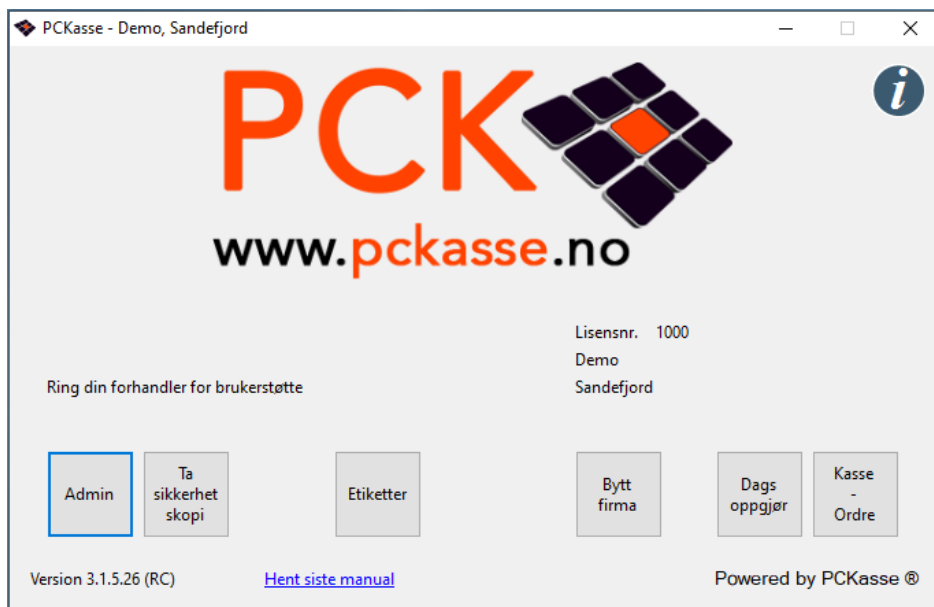 PCKasse - Demo, Sandefjord
PCK
www.pckasse.no
i
Lisensnr. 1000
Demo
Ring din forhandler for brukerstøtte
Sandefjord
Admin
Ta
sikkerhet
skopi
Etiketter
Bytt
firma
Dags
oppgjør
Kasse
-
Ordre
Version 3.1.5.26 (RC)
Hent siste manual
Powered by PCKasse ®